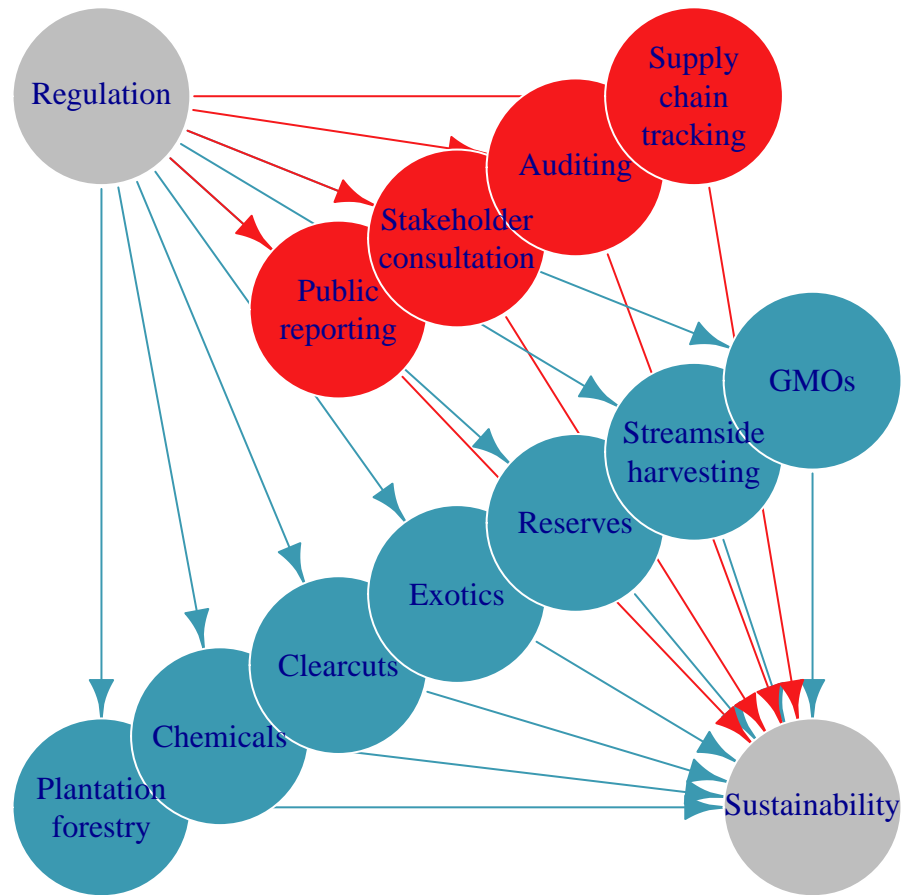 Regulation
Supply
chain
tracking
Auditing
Stakeholder
consultation
Public
reporting
GMOs
Streamside
harvesting
Reserves
Exotics
Clearcuts
Chemicals
Plantation
forestry
Sustainability